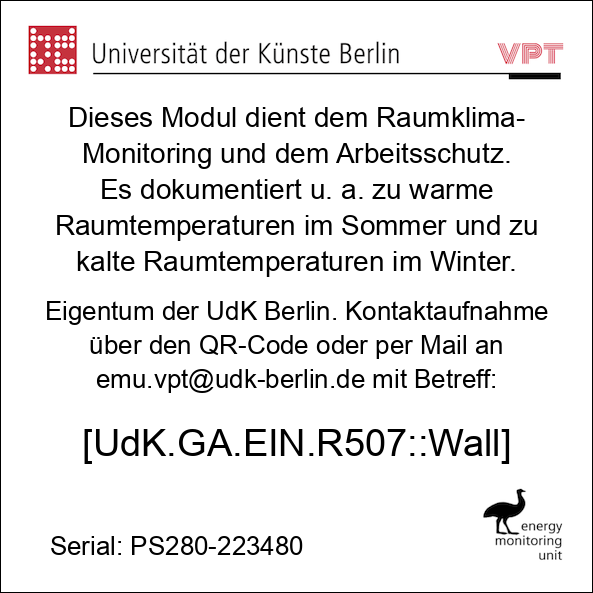 Universität der Künste Berlin
VPT
Dieses Modul dient dem Raumklima-
Monitoring und dem Arbeitsschutz.
Es dokumentiert u. a. zu warme
Raumtemperaturen im Sommer und zu
kalte Raumtemperaturen im Winter.
Eigentum der UdK Berlin. Kontaktaufnahme
über den QR-Code oder per Mail an
emu.vpt@udk-berlin.de mit Betreff:
[UdK.GA.EIN.R507::Wall]
energy
monitoring
unit
Serial: PS280-223480